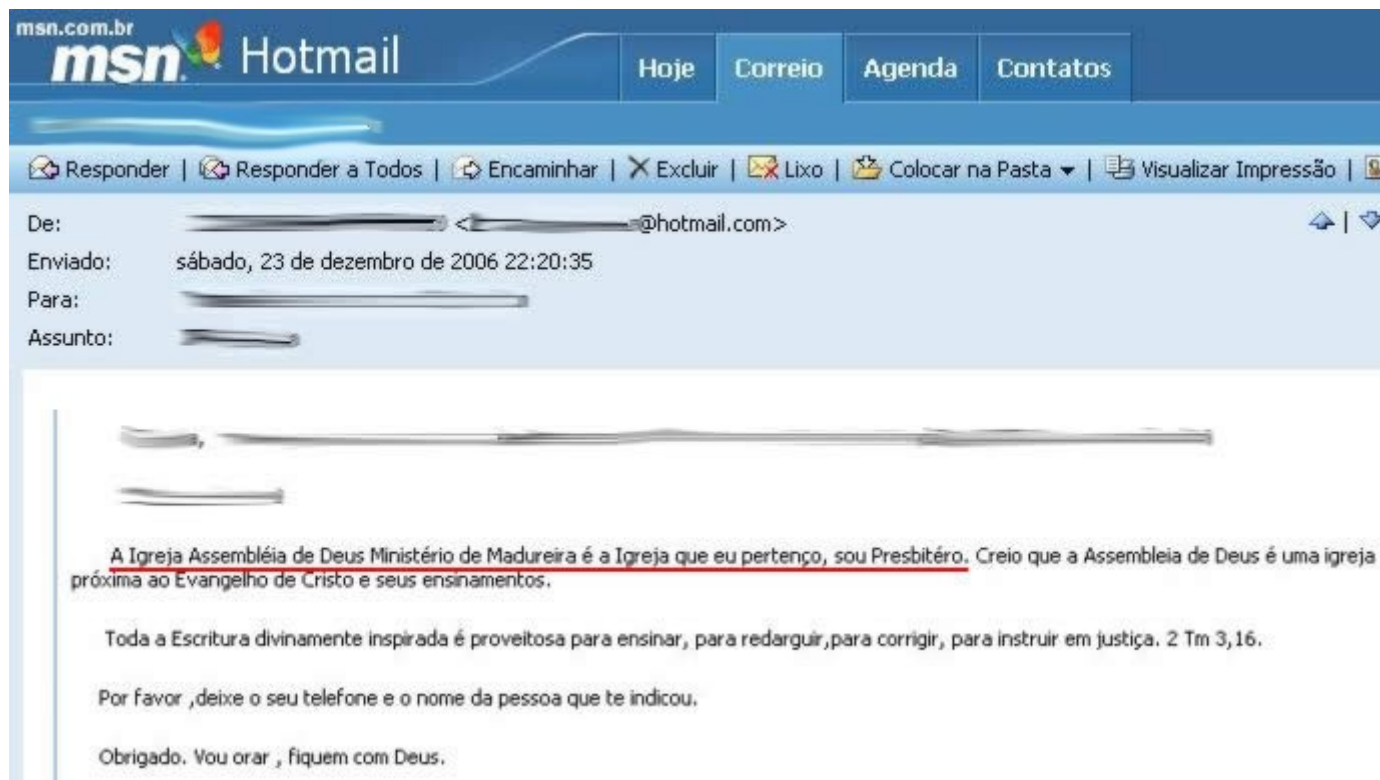 msn.com.br
msn Hotmail
Hoje Correio Agenda Contatos
Responder | Responder a Todos | Encaminhar | Excluir | Lixo | Colocar na Pasta | Visualizar Impressão |
De: < @hotmail.com>
Enviado: sábado, 23 de dezembro de 2006 22:20:35
Para:
Assunto:
A Igreja Assembléia de Deus Ministério de Madureira é a Igreja que eu pertenço, sou Presbitéro. Creio que a Assembleia de Deus é uma igreja
próxima ao Evangelho de Cristo e seus ensinamentos.
Toda a Escritura divinamente inspirada é proveitosa para ensinar, para redarguir,para corrigir, para instruir em justiça. 2 Tm 3,16.
Por favor ,deixe o seu telefone e o nome da pessoa que te indicou.
Obrigado. Vou orar , fiquem com Deus.